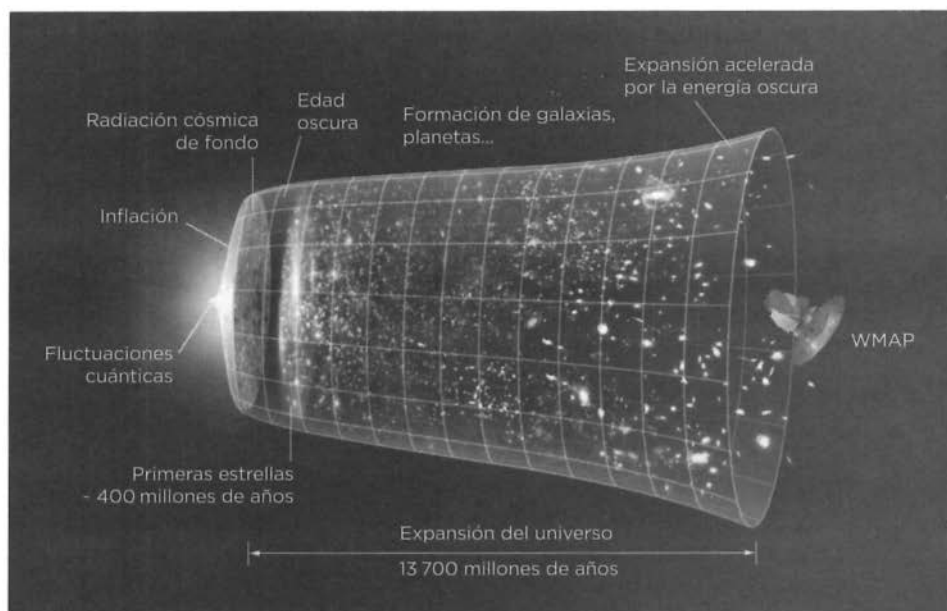 Expansión acelerada
por la energía oscura
Edad
oscura
Formación de galaxias,
planetas...
Radiación cósmica
de fondo
Inflación
WMAP
Fluctuaciones
cuánticas
Primeras estrellas
~ 400 millones de años
Expansión del universo
13 700 millones de años